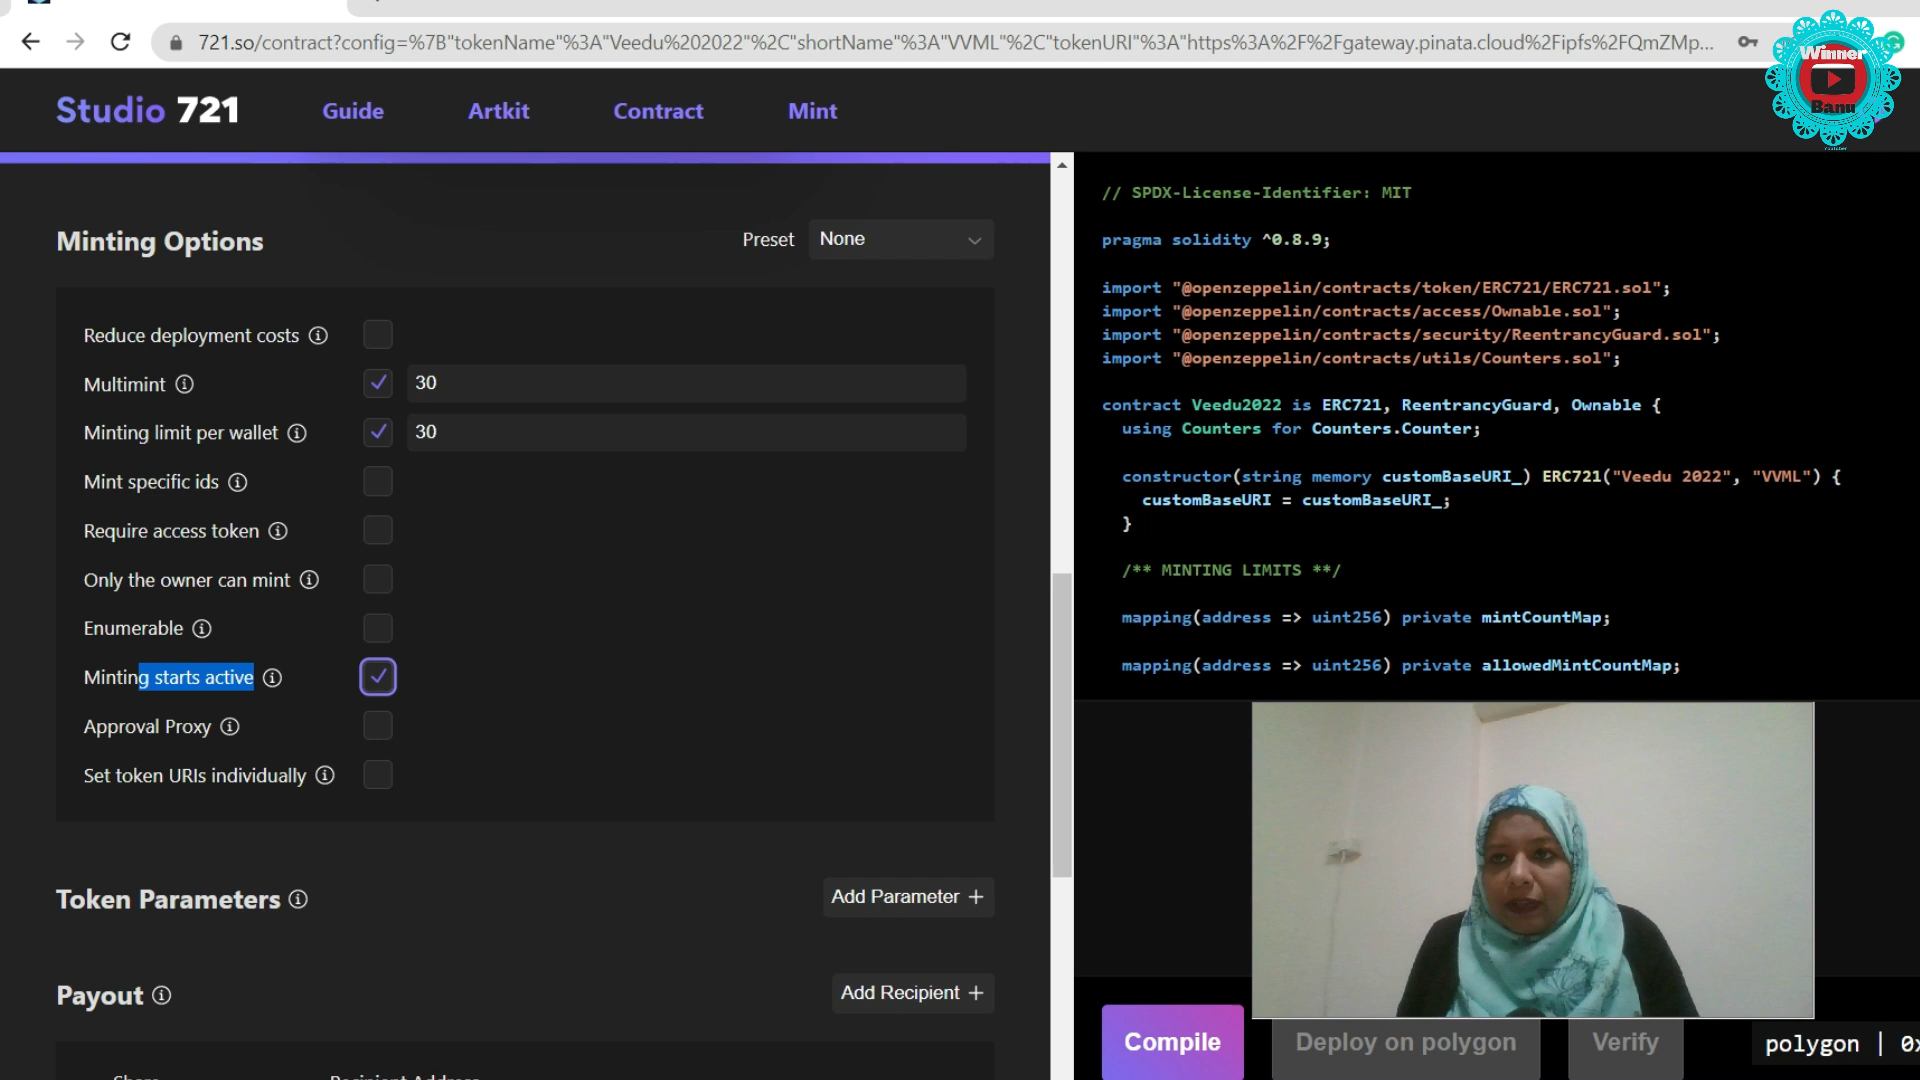 721.so/contract?config=%7B"tokenName"%3A"Veedu%202022"%2C"shortName"%3A"VVML"%2C"tokenURI"%3A"https%3A%2F%2Fgateway.pinata.cloud%2Fipfs%2FQmZMp...
Winner
Banu
Youtuber
Studio 721
Guide
Artkit
Contract
Mint
Minting Options
Preset
None
Reduce deployment costs
Multimint
30
Minting limit per wallet
30
Mint specific ids
Require access token
Only the owner can mint
Enumerable
Minting starts active
Approval Proxy
Set token URIs individually
Token Parameters
Add Parameter +
Payout
Add Recipient +
// SPDX-License-Identifier: MIT
pragma solidity ^0.8.9;
import "@openzeppelin/contracts/token/ERC721/ERC721.sol";
import "@openzeppelin/contracts/access/Ownable.sol";
import "@openzeppelin/contracts/security/ReentrancyGuard.sol";
import "@openzeppelin/contracts/utils/Counters.sol";
contract Veedu2022 is ERC721, ReentrancyGuard, Ownable {
using Counters for Counters.Counter;
constructor(string memory customBaseURI_) ERC721("Veedu 2022", "VVML") {
customBaseURI = customBaseURI_;
}
/** MINTING LIMITS **/
mapping(address => uint256) private mintCountMap;
mapping(address => uint256) private allowedMintCountMap;
Compile
Deploy on polygon
Verify
polygon | 0x